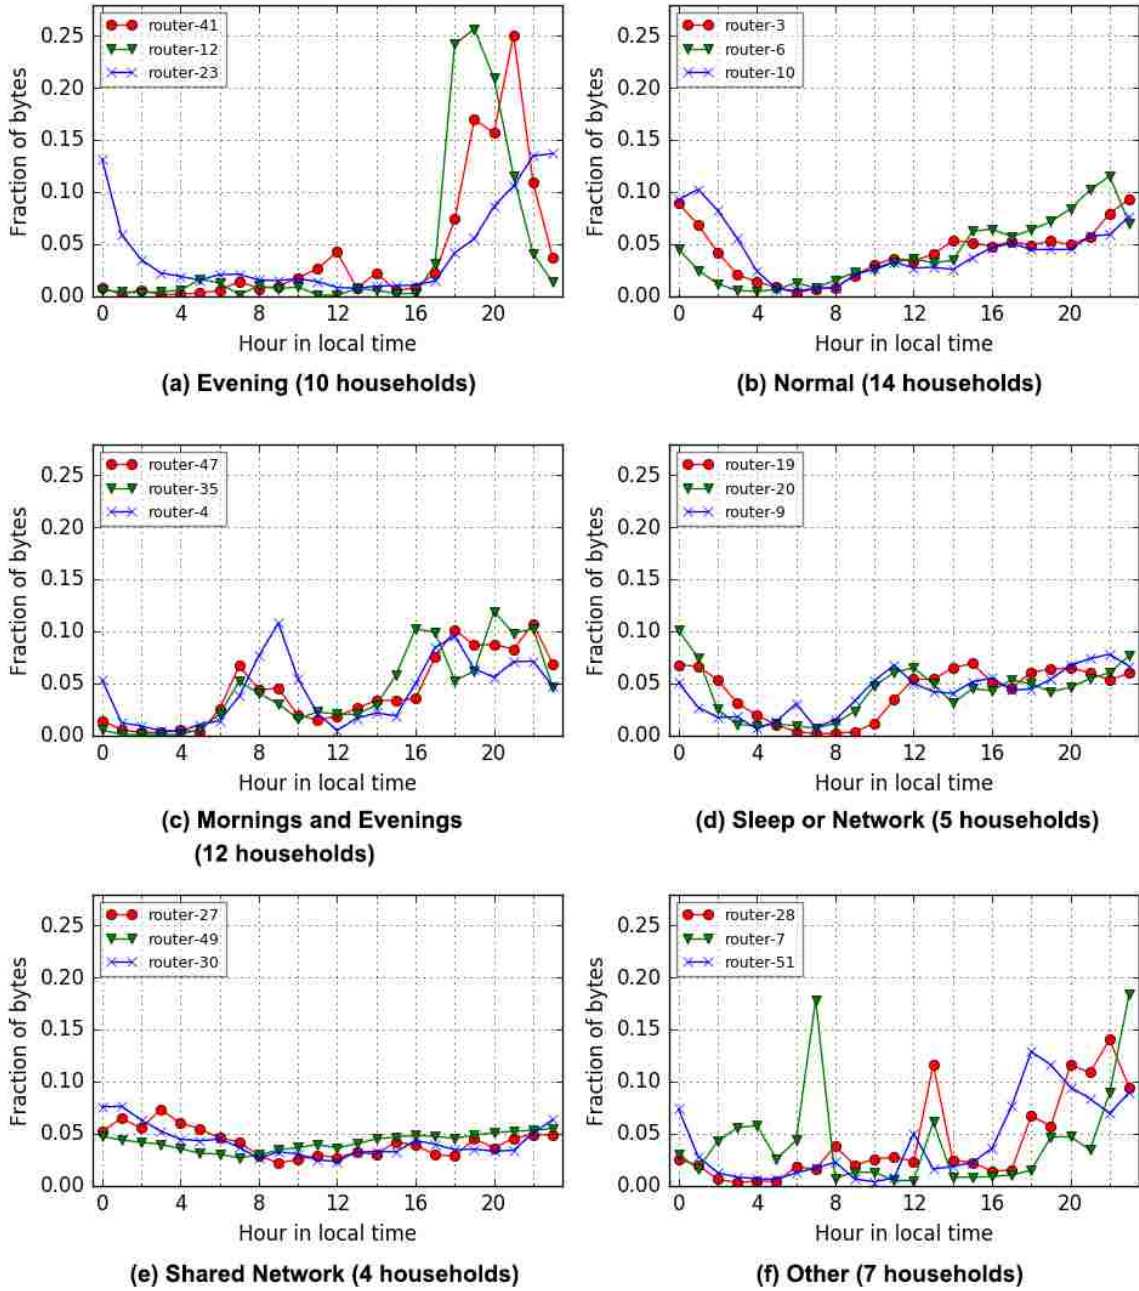 router-41
router-12
router-23
Fraction of bytes
0.25
0.20
0.15
0.10
0.05
0.00
0 4 8 12 16 20
Hour in local time
(a) Evening (10 households)
router-3
router-6
router-10
Fraction of bytes
0.25
0.20
0.15
0.10
0.05
0.00
0 4 8 12 16 20
Hour in local time
(b) Normal (14 households)
router-47
router-35
router-4
Fraction of bytes
0.25
0.20
0.15
0.10
0.05
0.00
0 4 8 12 16 20
Hour in local time
(c) Mornings and Evenings
(12 households)
router-19
router-20
router-9
Fraction of bytes
0.25
0.20
0.15
0.10
0.05
0.00
0 4 8 12 16 20
Hour in local time
(d) Sleep or Network (5 households)
router-27
router-49
router-30
Fraction of bytes
0.25
0.20
0.15
0.10
0.05
0.00
0 4 8 12 16 20
Hour in local time
(e) Shared Network (4 households)
router-28
router-7
router-51
Fraction of bytes
0.25
0.20
0.15
0.10
0.05
0.00
0 4 8 12 16 20
Hour in local time
(f) Other (7 households)